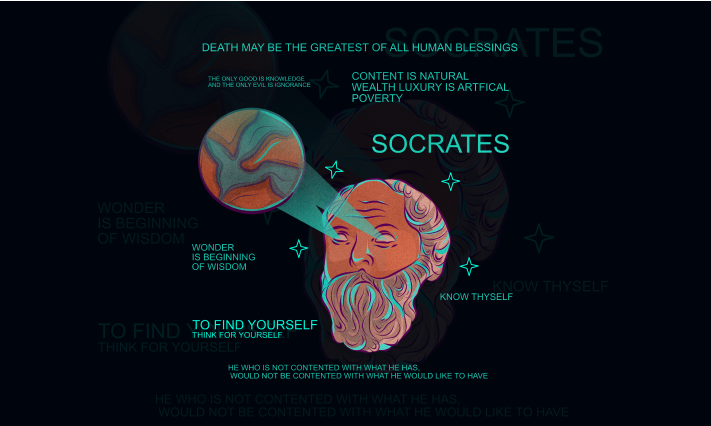 DEATH MAY BE THE GREATEST OF ALL HUMAN BLESSINGS
SOCRATES
THE ONLY GOOD IS KNOWLEDGE
AND THE ONLY EVIL IS IGNORANCE
CONTENT IS NATURAL
WEALTH LUXURY IS ARTFICAL
POVERTY
SOCRATES
WONDER
IS BEGINNING
OF WISDOM
WONDER
IS BEGINNING
OF WISDOM
KNOW THYSELF
KNOW THYSELF
TO FIND YOURSELF
THINK FOR YOURSELF
TO FIND YOURSELF
THINK FOR YOURSELF
HE WHO IS NOT CONTENTED WITH WHAT HE HAS,
WOULD NOT BE CONTENTED WITH WHAT HE WOULD LIKE TO HAVE
HE WHO IS NOT CONTENTED WITH WHAT HE HAS,
WOULD NOT BE CONTENTED WITH WHAT HE WOULD LIKE TO HAVE